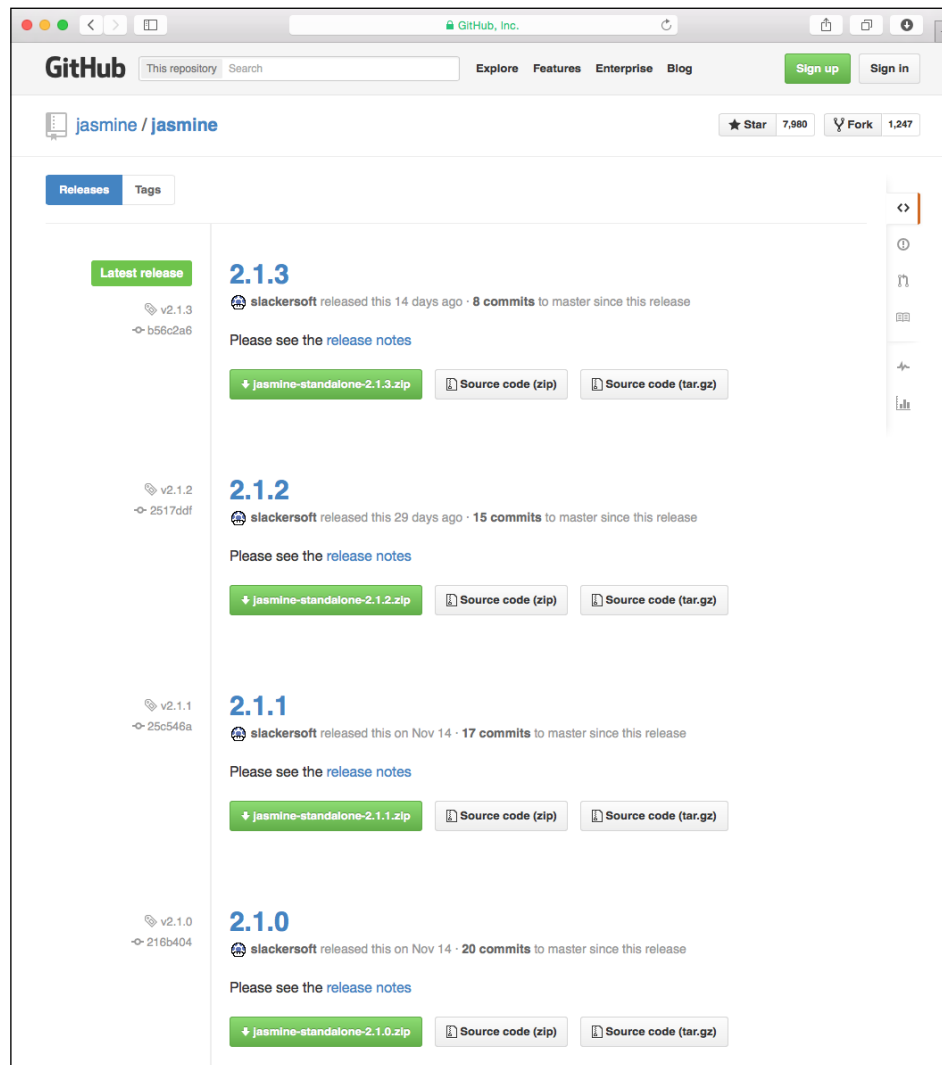 GitHub, Inc.
GitHub This repository Search Explore Features Enterprise Blog Sign up Sign in
jasmine / jasmine Star 7,980 Fork 1,247
Releases Tags
Latest release
v2.1.3
b56c2a6
2.1.3
slackersoft released this 14 days ago · 8 commits to master since this release
Please see the release notes
jasmine-standalone-2.1.3.zip Source code (zip) Source code (tar.gz)
v2.1.2
2517ddf
2.1.2
slackersoft released this 29 days ago · 15 commits to master since this release
Please see the release notes
jasmine-standalone-2.1.2.zip Source code (zip) Source code (tar.gz)
v2.1.1
25c546a
2.1.1
slackersoft released this on Nov 14 · 17 commits to master since this release
Please see the release notes
jasmine-standalone-2.1.1.zip Source code (zip) Source code (tar.gz)
v2.1.0
216b404
2.1.0
slackersoft released this on Nov 14 · 20 commits to master since this release
Please see the release notes
jasmine-standalone-2.1.0.zip Source code (zip) Source code (tar.gz)